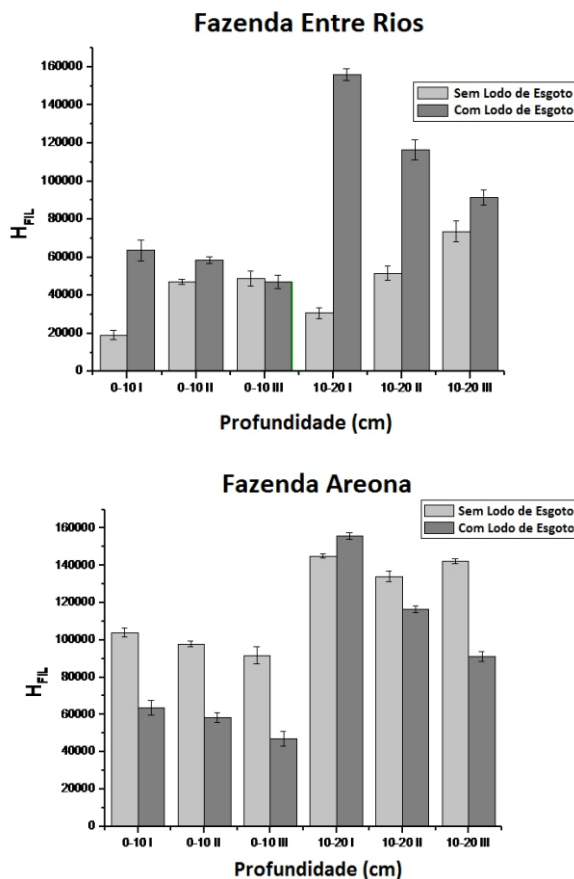 Fazenda Entre Rios
160000
140000
120000
100000
80000
60000
40000
20000
0
H_FIL
Sem Lodo de Esgoto
Com Lodo de Esgoto
0-10 I 0-10 II 0-10 III 10-20 I 10-20 II 10-20 III
Profundidade (cm)
Fazenda Areona
160000
140000
120000
100000
80000
60000
40000
20000
0
H_FIL
Sem Lodo de Esgoto
Com Lodo de Esgoto
0-10 I 0-10 II 0-10 III 10-20 I 10-20 II 10-20 III
Profundidade (cm)